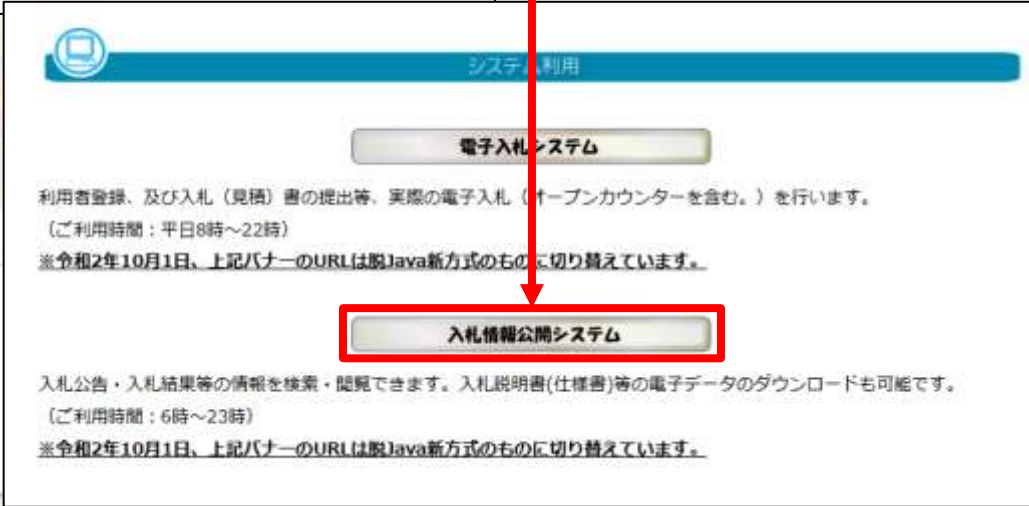 システム利用
電子入札システム
利用者登録、及び入札（見積）書の提出等、実際の電子入札（オープンカウンターを含む。）を行います。
（ご利用時間：平日8時～22時）
※令和2年10月1日、上記バナーのURLは脱Java新方式のものに切り替えています。
入札情報公開システム
入札公告・入札結果等の情報を検索・閲覧できます。入札説明書(仕様書)等の電子データのダウンロードも可能です。
（ご利用時間：6時～23時）
※令和2年10月1日、上記バナーのURLは脱Java新方式のものに切り替えています。